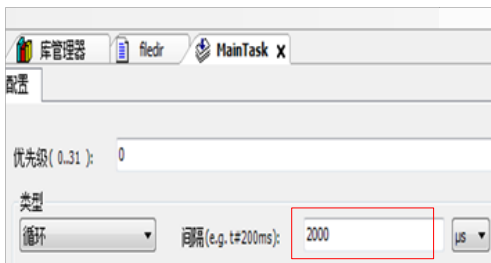 库管理器 filedir MainTask x
配置
优先级( 0..31 ): 0
类型
循环 间隔(e.g. t#200ms): 2000 µs